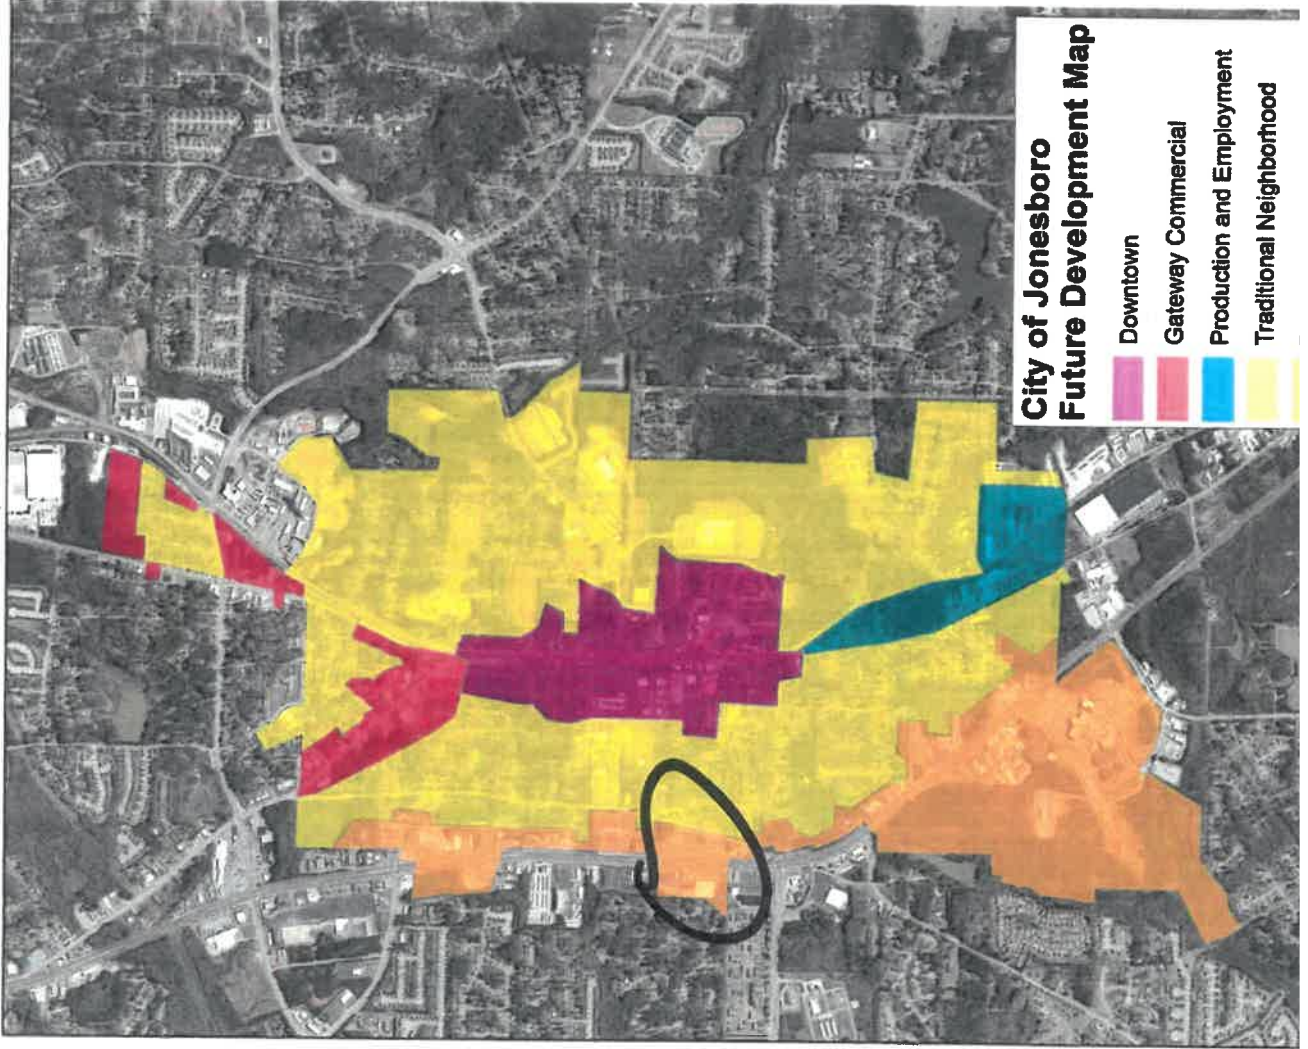 City of Jonesboro
Future Development Map
Downtown
Gateway Commercial
Production and Employment
Traditional Neighborhood